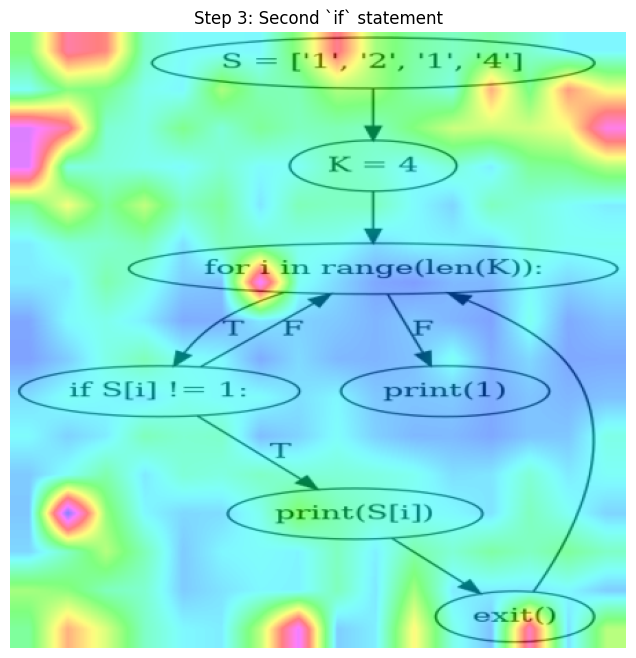 Step 3: Second `if` statement
S = ['1', '2', '1', '4']
K = 4
for i in range(len(K)):
T
F
F
if S[i] != 1:
print(1)
T
print(S[i])
exit()